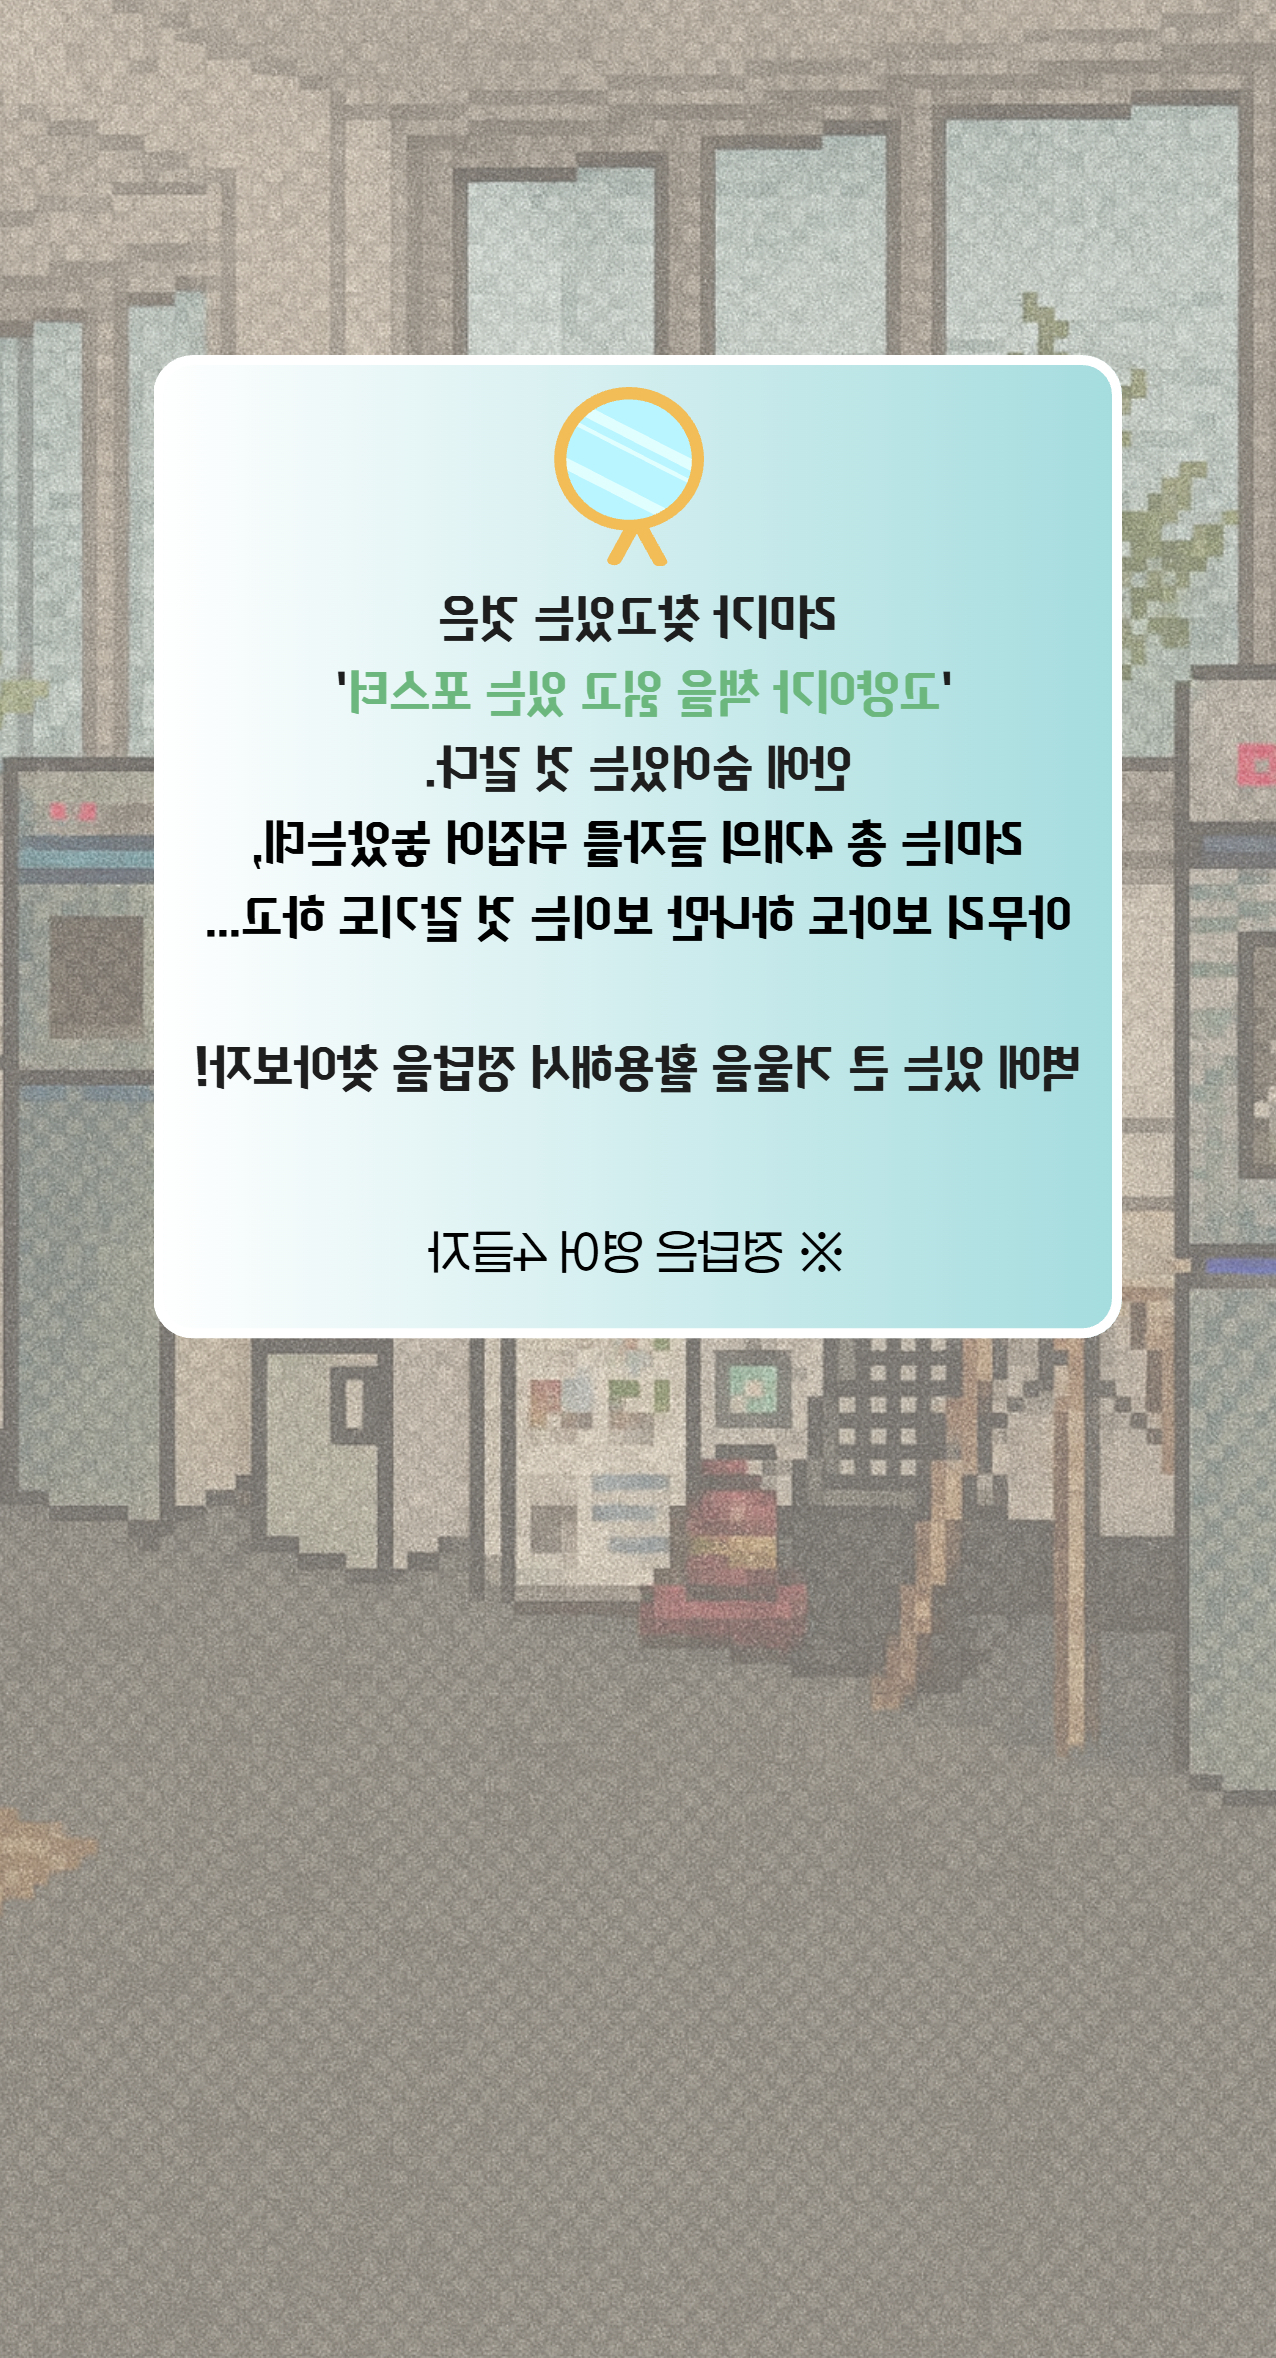 러미가 찾고있는 것은
'고양이가 책을 읽고 있는 포스터'
안에 숨어있는 것 같다.
러미는 총 4개의 글자를 뒤집어 놓았는데,
아무리 보아도 하나만 보이는 것 같기도 하고...
벽에 있는 큰 거울을 활용해서 정답을 찾아보자!
※ 정답은 영어 4글자